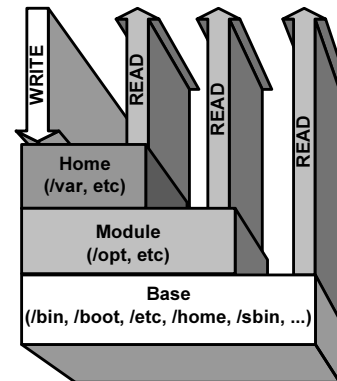 WRITE
READ
READ
READ
Home
(/var, etc)
Module
(/opt, etc)
Base
(/bin, /boot, /etc, /home, /sbin, ...)